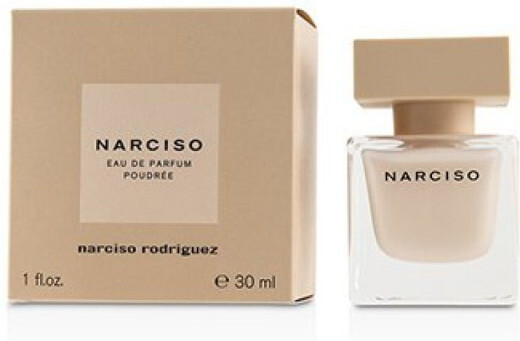 NARCISO
EAU DE PARFUM
POUDRÉE
narciso rodriguez
1 fl.oz. ℮ 30 ml
NARCISO